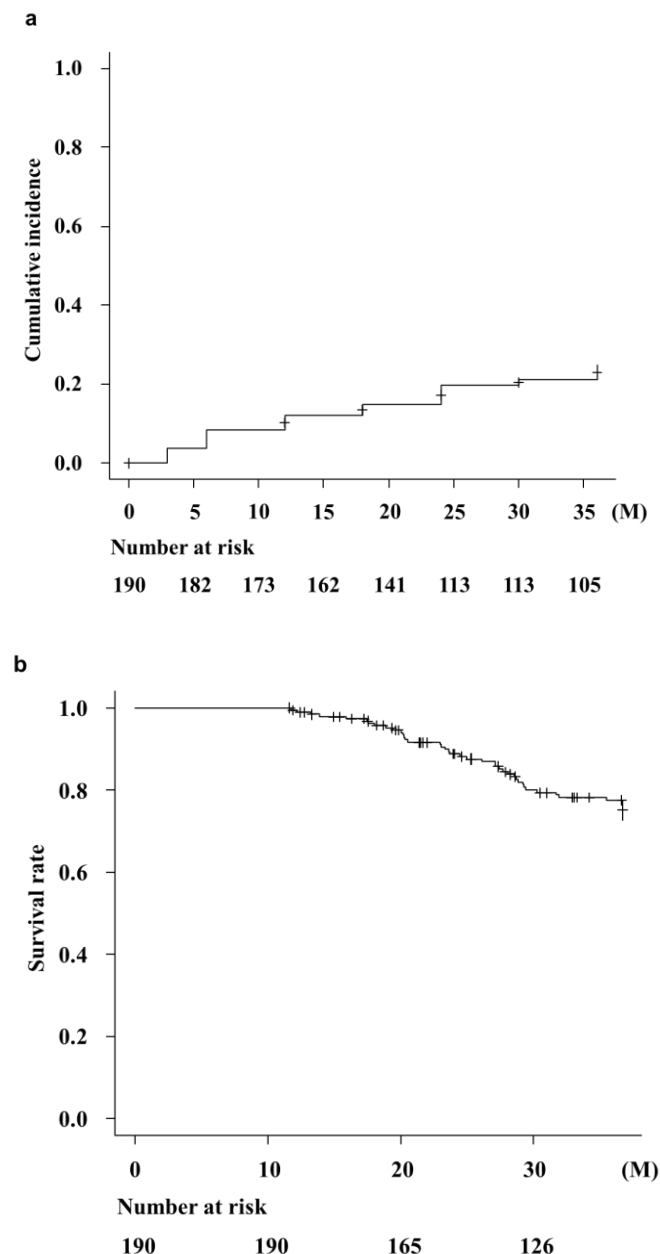 a
1.0
0.8
0.6
0.4
0.2
0.0
Cumulative incidence
0 5 10 15 20 25 30 35 (M)
Number at risk
190 182 173 162 141 113 113 105
b
1.0
0.8
0.6
0.4
0.2
0.0
Survival rate
0 10 20 30 (M)
Number at risk
190 190 165 126